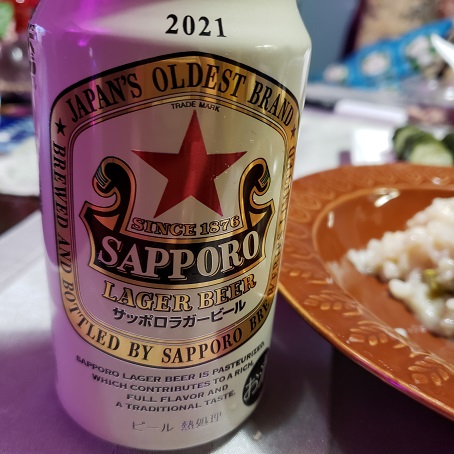 2021
JAPAN'S OLDEST BRAND
TRADE MARK
SINCE 1876
SAPPORO
LAGER BEER
サッポロラガービール
BREWED AND BOTTLED BY SAPPORO BRE
SAPPORO LAGER BEER IS PASTEURIZED,
WHICH CONTRIBUTES TO A RICH,
FULL FLAVOR AND
A TRADITIONAL TASTE.
ビール 熱処理